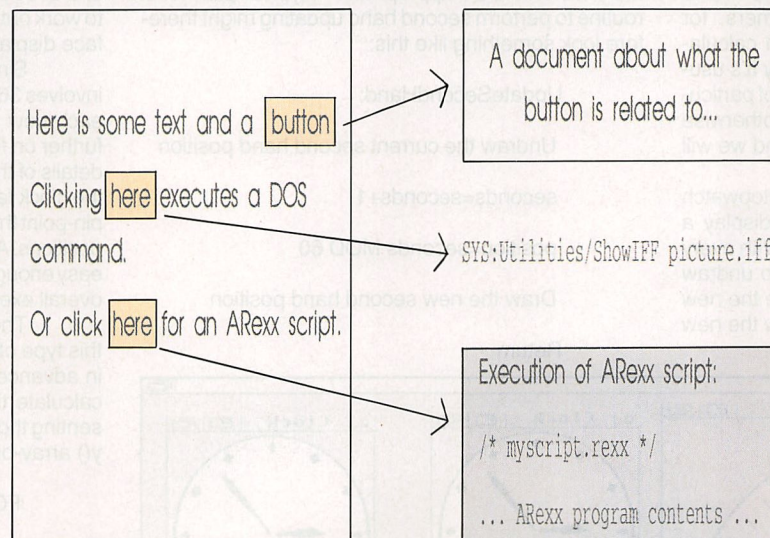 Here is some text and a button
Clicking here executes a DOS
command.
Or click here for an ARexx script.
A document about what the
button is related to...
SYS:Utilities/ShowIFF picture.iff
Execution of ARexx script:
/* myscript.rexx */
... ARexx program contents ...